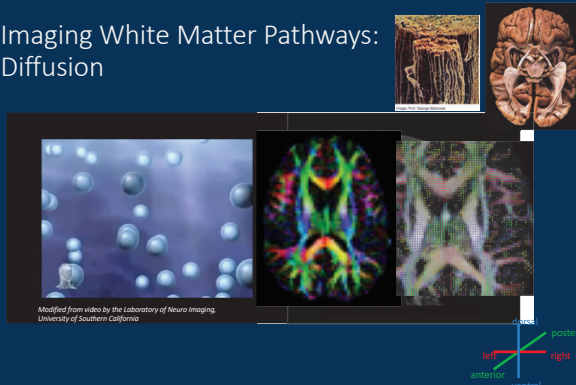 Imaging White Matter Pathways:
Diffusion
Modified from video by the Laboratory of Neuro Imaging,
University of Southern California
dorsal
poste
left
right
anterior
ventral